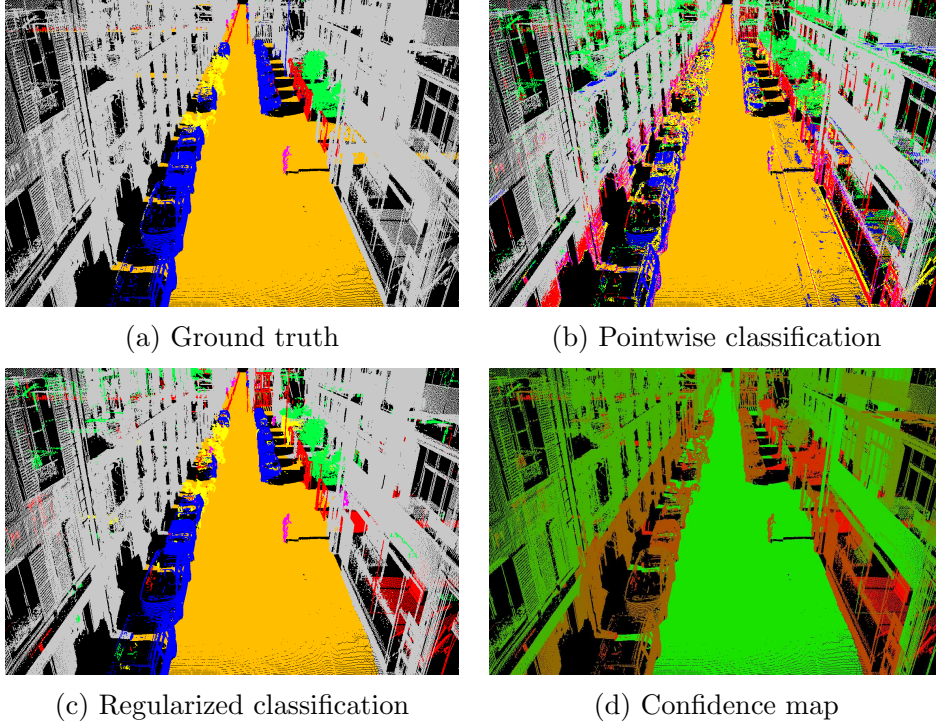 (a) Ground truth
(b) Pointwise classification
(c) Regularized classification
(d) Confidence map